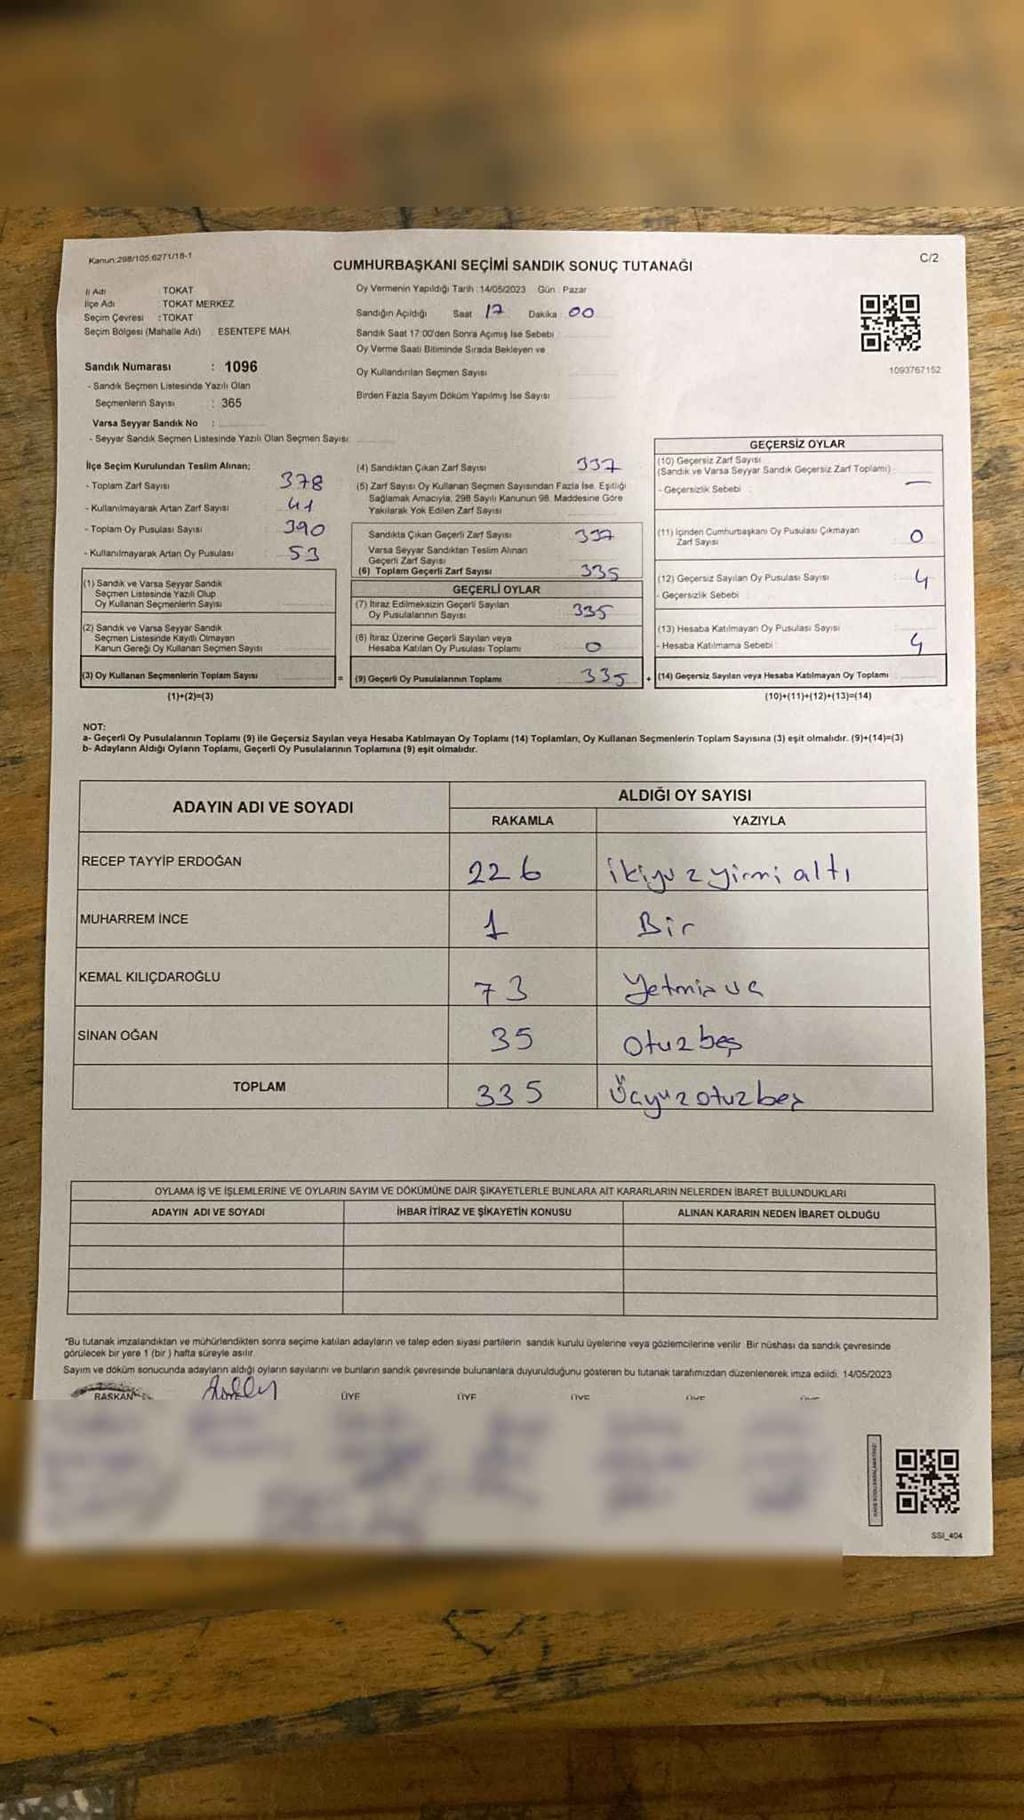 Kanun:298/105;6271/18-1
C/2
CUMHURBAŞKANI SEÇİMİ SANDIK SONUÇ TUTANAĞI
İl Adı : TOKAT
İlçe Adı : TOKAT MERKEZ
Seçim Çevresi : TOKAT
Seçim Bölgesi (Mahalle Adı) : ESENTEPE MAH.
Sandık Numarası : 1096
- Sandık Seçmen Listesinde Yazılı Olan
Seçmenlerin Sayısı : 365
Varsa Seyyar Sandık No :
- Seyyar Sandık Seçmen Listesinde Yazılı Olan Seçmen Sayısı
Oy Vermenin Yapıldığı Tarih : 14/05/2023 Gün : Pazar
Sandığın Açıldığı Saat 17 Dakika 00
Sandık Saat 17:00'den Sonra Açılmış İse Sebebi
Oy Verme Saati Bitiminde Sırada Bekleyen ve
Oy Kullandırılan Seçmen Sayısı
Birden Fazla Sayım Döküm Yapılmış İse Sayısı
1093767152
İlçe Seçim Kurulundan Teslim Alınan;
- Toplam Zarf Sayısı 378
- Kullanılmayarak Artan Zarf Sayısı 41
- Toplam Oy Pusulası Sayısı 390
- Kullanılmayarak Artan Oy Pusulası 53
(1) Sandık ve Varsa Seyyar Sandık
Seçmen Listesinde Yazılı Olup
Oy Kullanan Seçmenlerin Sayısı
(2) Sandık ve Varsa Seyyar Sandık
Seçmen Listesinde Kayıtlı Olmayan
Kanun Gereği Oy Kullanan Seçmen Sayısı
(3) Oy Kullanan Seçmenlerin Toplam Sayısı
(1)+(2)=(3)
(4) Sandıktan Çıkan Zarf Sayısı 337
(5) Zarf Sayısı Oy Kullanan Seçmen Sayısından Fazla İse, Eşitliği
Sağlamak Amacıyla, 298 Sayılı Kanunun 98. Maddesine Göre
Yakılarak Yok Edilen Zarf Sayısı
Sandıkta Çıkan Geçerli Zarf Sayısı 337
Varsa Seyyar Sandıktan Teslim Alınan
Geçerli Zarf Sayısı
(6) Toplam Geçerli Zarf Sayısı 335
GEÇERLİ OYLAR
(7) İtiraz Edilmeksizin Geçerli Sayılan
Oy Pusulalarının Sayısı 335
(8) İtiraz Üzerine Geçerli Sayılan veya
Hesaba Katılan Oy Pusulası Toplamı 0
= (9) Geçerli Oy Pusulalarının Toplamı 335
GEÇERSİZ OYLAR
(10) Geçersiz Zarf Sayısı
(Sandık ve Varsa Seyyar Sandık Geçersiz Zarf Toplamı) —
- Geçersizlik Sebebi
(11) İçinden Cumhurbaşkanı Oy Pusulası Çıkmayan
Zarf Sayısı 0
(12) Geçersiz Sayılan Oy Pusulası Sayısı 4
- Geçersizlik Sebebi
(13) Hesaba Katılmayan Oy Pusulası Sayısı
- Hesaba Katılmama Sebebi 4
+ (14) Geçersiz Sayılan veya Hesaba Katılmayan Oy Toplamı
(10)+(11)+(12)+(13)=(14)
NOT:
a- Geçerli Oy Pusulalarının Toplamı (9) ile Geçersiz Sayılan veya Hesaba Katılmayan Oy Toplamı (14) Toplamları, Oy Kullanan Seçmenlerin Toplam Sayısına (3) eşit olmalıdır. (9)+(14)=(3)
b- Adayların Aldığı Oyların Toplamı, Geçerli Oy Pusulalarının Toplamına (9) eşit olmalıdır.
ADAYIN ADI VE SOYADI ALDIĞI OY SAYISI
RAKAMLA YAZIYLA
RECEP TAYYİP ERDOĞAN 226 ikiyüzyirmialtı
MUHARREM İNCE 1 Bir
KEMAL KILIÇDAROĞLU 73 Yetmişüç
SİNAN OĞAN 35 otuzbeş
TOPLAM 335 Üçyüzotuzbeş
OYLAMA İŞ VE İŞLEMLERİNE VE OYLARIN SAYIM VE DÖKÜMÜNE DAİR ŞİKAYETLERLE BUNLARA AİT KARARLARIN NELERDEN İBARET BULUNDUKLARI
ADAYIN ADI VE SOYADI İHBAR İTİRAZ VE ŞİKAYETİN KONUSU ALINAN KARARIN NEDEN İBARET OLDUĞU
*Bu tutanak imzalandıktan ve mühürlendikten sonra seçime katılan adayların ve talep eden siyasi partilerin sandık kurulu üyelerine veya gözlemcilerine verilir. Bir nüshası da sandık çevresinde
görülecek bir yere 1 (bir ) hafta süreyle asılır.
Sayım ve döküm sonucunda adayların aldığı oyların sayılarını ve bunların sandık çevresinde bulunanlara duyurulduğunu gösteren bu tutanak tarafımızdan düzenlenerek imza edildi. 14/05/2023
BAŞKAN ÜYE ÜYE ÜYE ÜYE
SSI_404